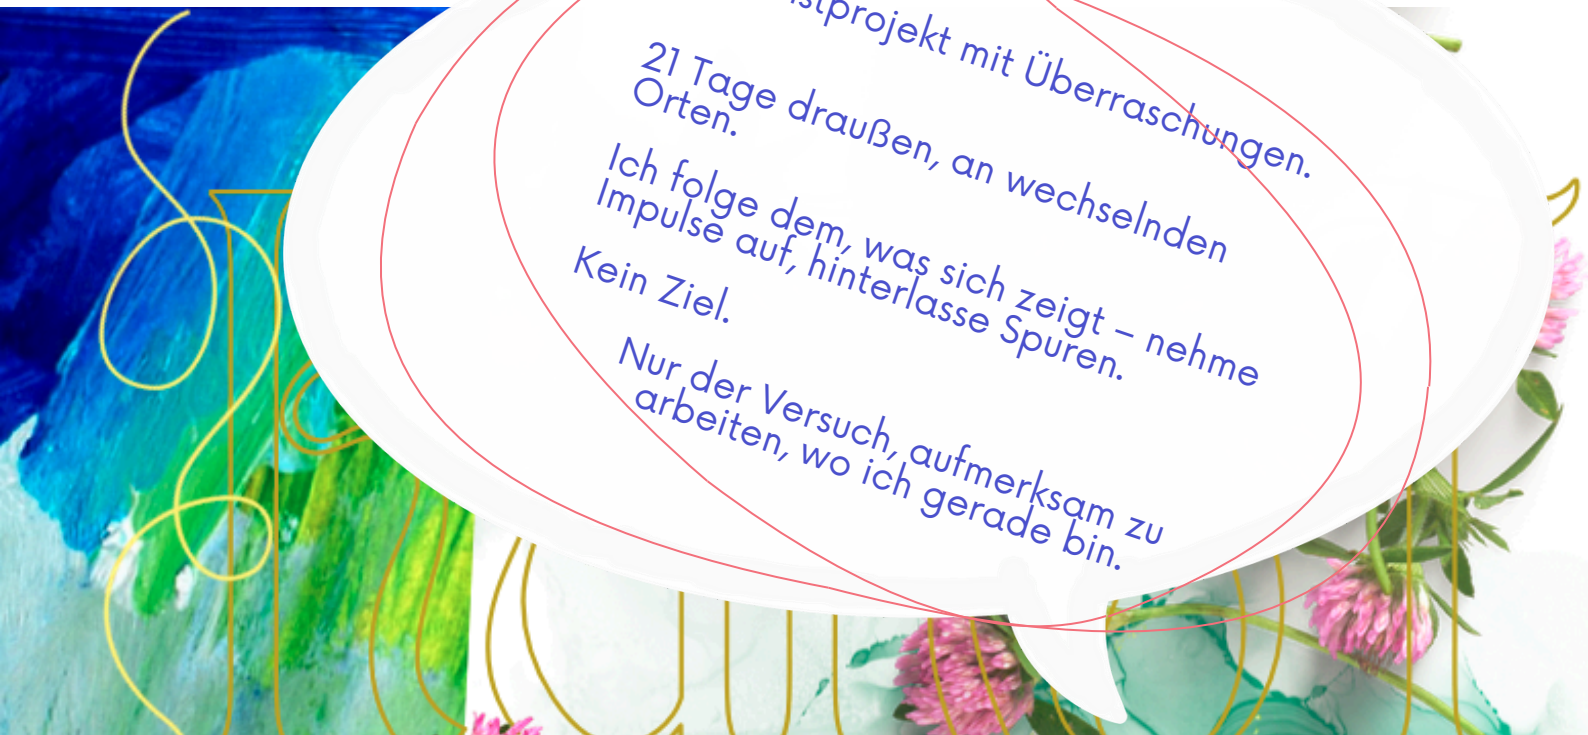 mit Überraschungen.
21 Tage draußen, an wechselnden
Orten.
Ich folge dem, was sich zeigt – nehme
Impulse auf, hinterlasse Spuren.
Kein Ziel.
Nur der Versuch, aufmerksam zu
arbeiten, wo ich gerade bin.